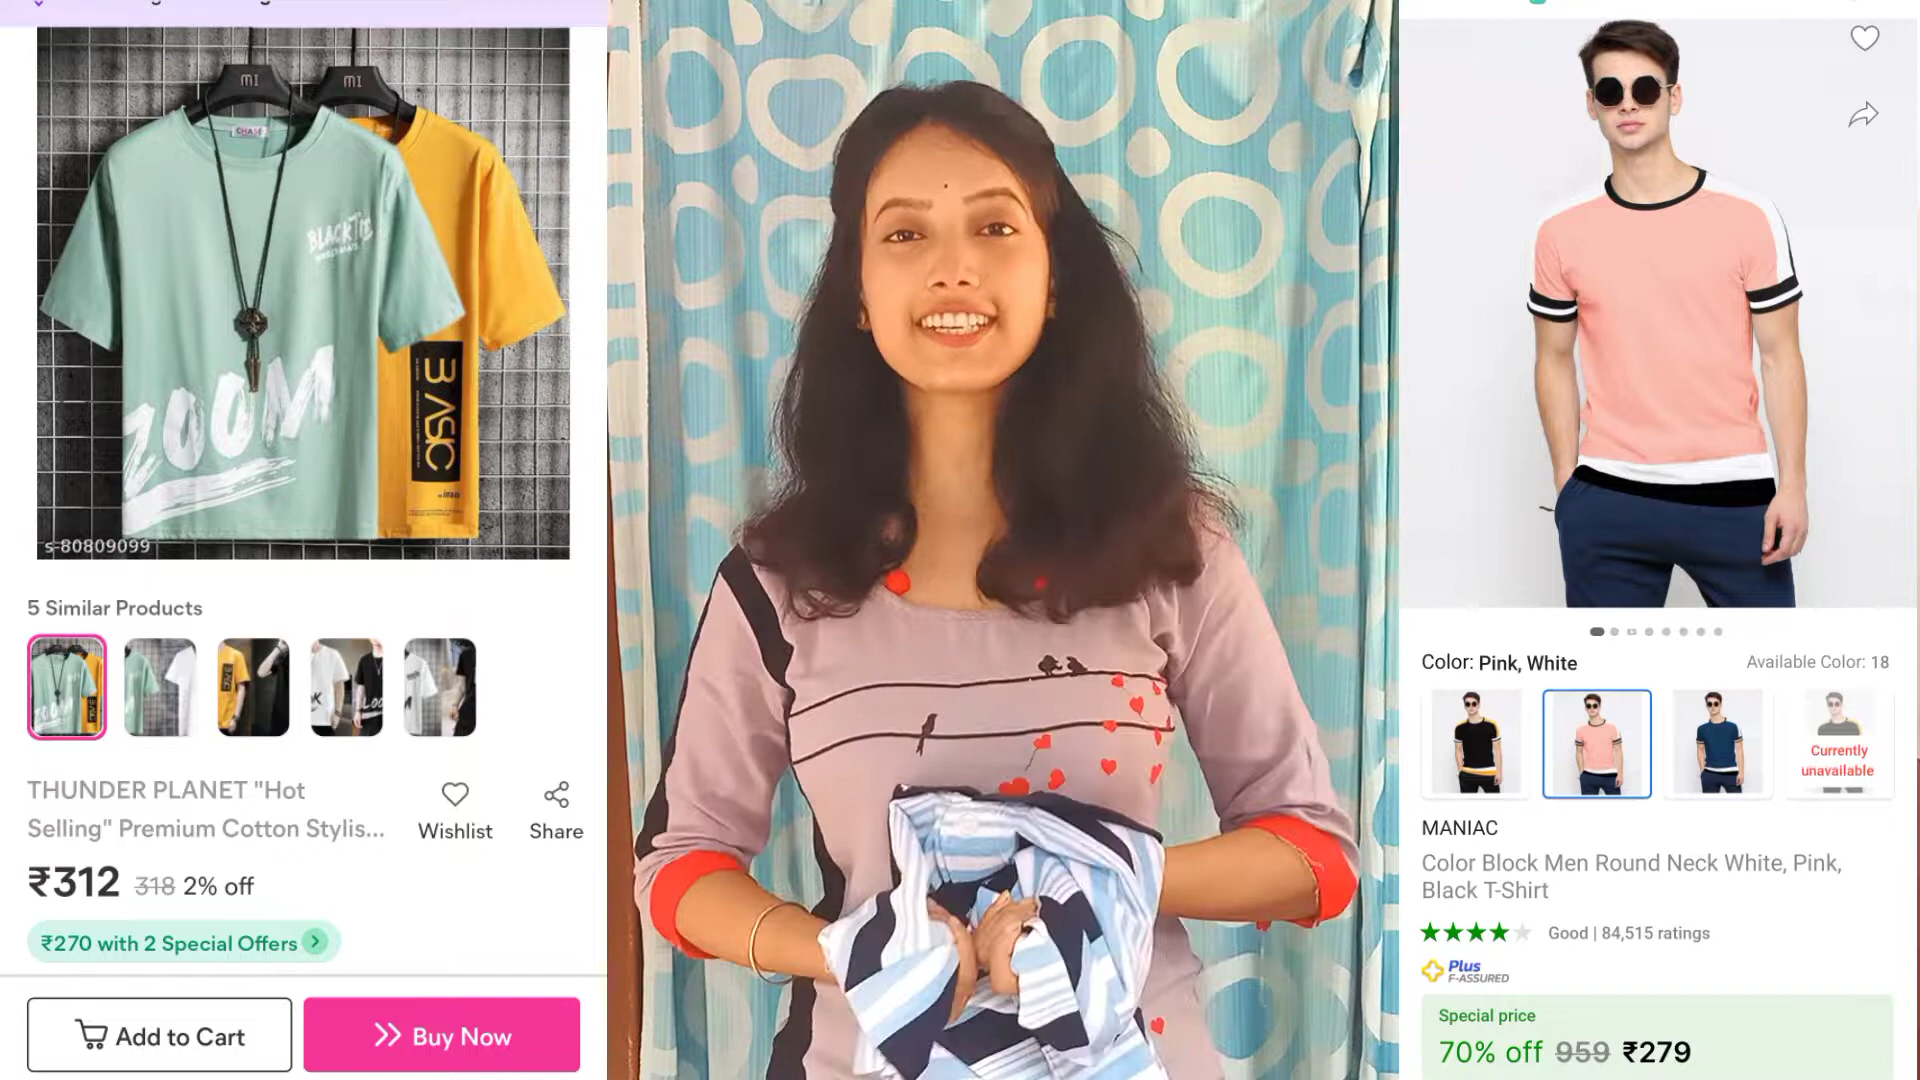 MI
MI
CHASE
BLACK
ZOOM
BASIC
s-80809099
5 Similar Products
THUNDER PLANET "Hot
Selling" Premium Cotton Stylis...
Wishlist
Share
₹312 318 2% off
₹270 with 2 Special Offers
Add to Cart
Buy Now
Color: Pink, White
Available Color: 18
Currently
unavailable
MANIAC
Color Block Men Round Neck White, Pink,
Black T-Shirt
Good | 84,515 ratings
Plus
F-ASSURED
Special price
70% off 959 ₹279